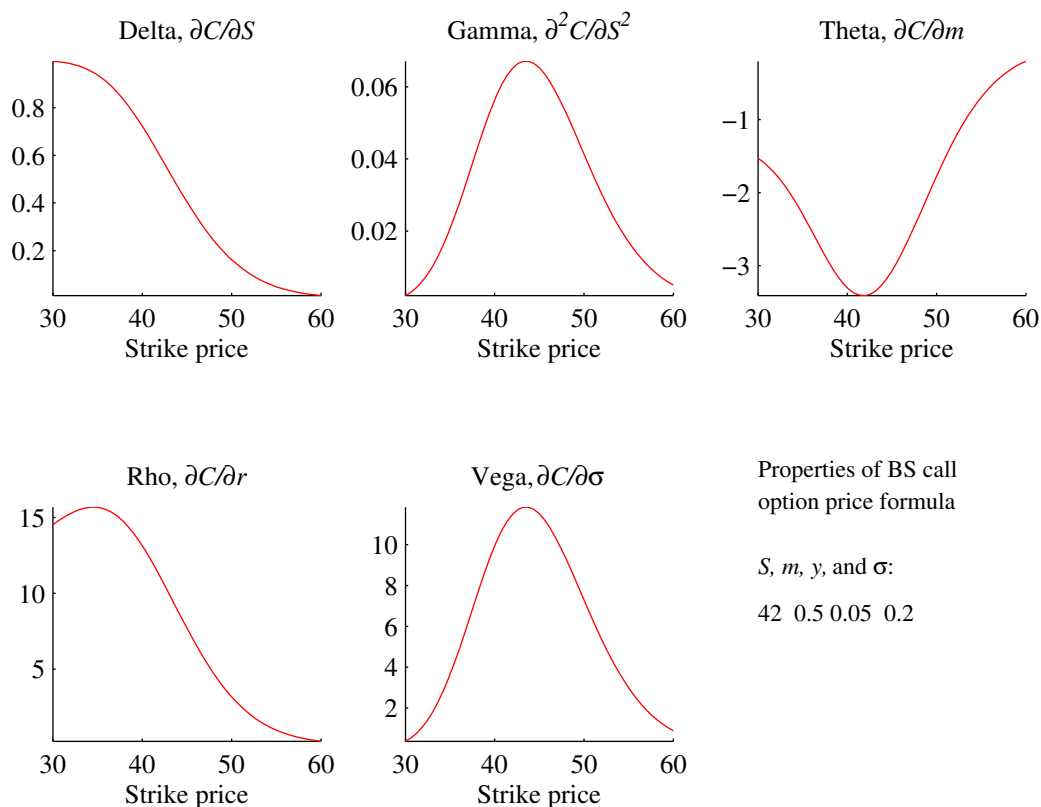 Delta, ∂C/∂S
0.8
0.6
0.4
0.2
30 40 50 60
Strike price
Gamma, ∂²C/∂S²
0.06
0.04
0.02
30 40 50 60
Strike price
Theta, ∂C/∂m
−1
−2
−3
30 40 50 60
Strike price
Rho, ∂C/∂r
15
10
5
30 40 50 60
Strike price
Vega, ∂C/∂σ
10
8
6
4
2
30 40 50 60
Strike price
Properties of BS call
option price formula
S, m, y, and σ:
42 0.5 0.05 0.2